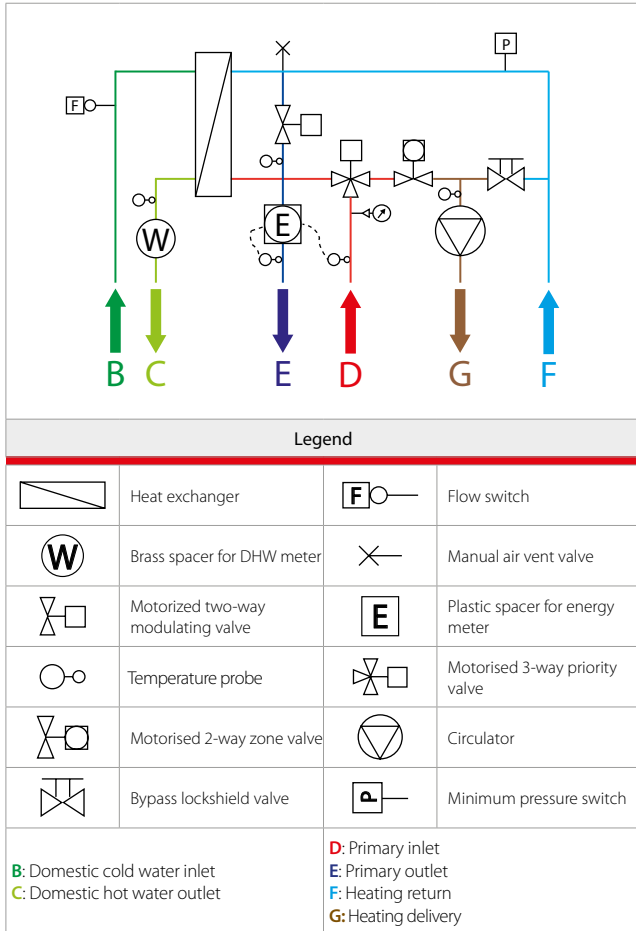 P
F
W
E
B C E D G F
Legend
Heat exchanger
F
Flow switch
W
Brass spacer for DHW meter
Manual air vent valve
Motorized two-way
modulating valve
E
Plastic spacer for energy
meter
Temperature probe
Motorised 3-way priority
valve
Motorised 2-way zone valve
Circulator
Bypass lockshield valve
P
Minimum pressure switch
B: Domestic cold water inlet
C: Domestic hot water outlet
D: Primary inlet
E: Primary outlet
F: Heating return
G: Heating delivery